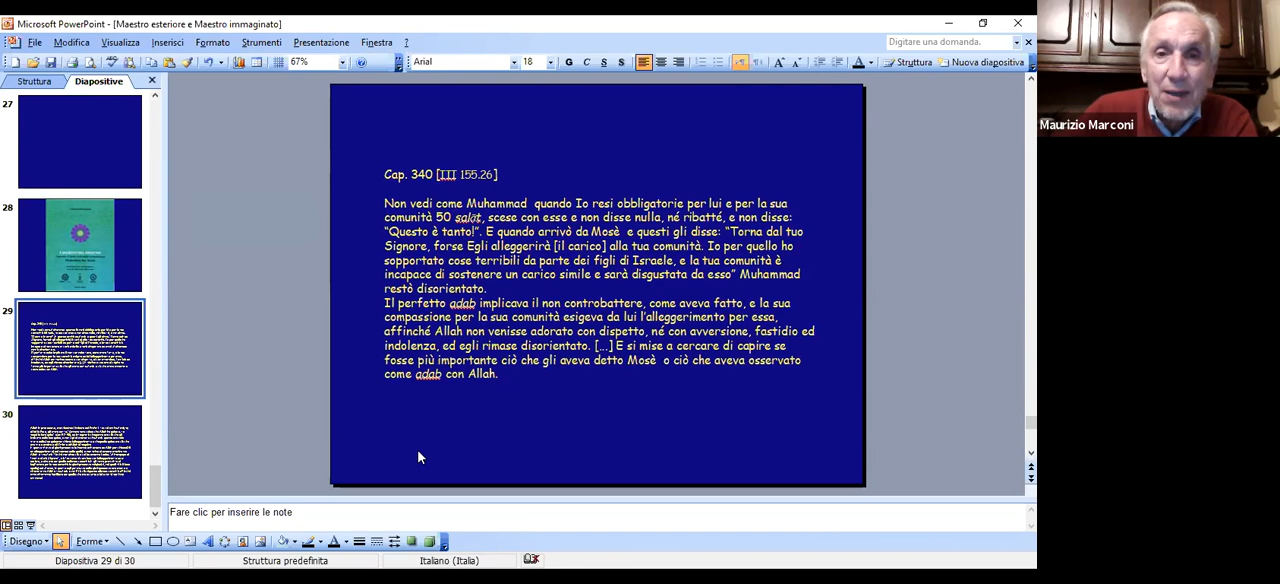 Microsoft PowerPoint - [Maestro esteriore e Maestro immaginato]
File Modifica Visualizza Inserisci Formato Strumenti Presentazione Finestra ?
Digitare una domanda.
67%
Arial
18
G C S S
Struttura
Nuova diapositiva
Struttura
Diapositive
Maurizio Marconi
27
28
29
30
Cap. 340 [III 155.26]
Non vedi come Muhammad quando Io resi obbligatorie per lui e per la sua
comunità 50 salât, scese con esse e non disse nulla, né ribatté, e non disse:
“Questo è tanto!”. E quando arrivò da Mosè e questi gli disse: “Torna dal tuo
Signore, forse Egli alleggerirà [il carico] alla tua comunità. Io per quello ho
sopportato cose terribili da parte dei figli di Israele, e la tua comunità è
incapace di sostenere un carico simile e sarà disgustata da esso” Muhammad
restò disorientato.
Il perfetto adab implicava il non controbattere, come aveva fatto, e la sua
compassione per la sua comunità esigeva da lui l’alleggerimento per essa,
affinché Allah non venisse adorato con dispetto, né con avversione, fastidio ed
indolenza, ed egli rimase disorientato. [...] E si mise a cercare di capire se
fosse più importante ciò che gli aveva detto Mosè o ciò che aveva osservato
come adab con Allah.
Fare clic per inserire le note
Disegno
Forme
Diapositiva 29 di 30
Struttura predefinita
Italiano (Italia)